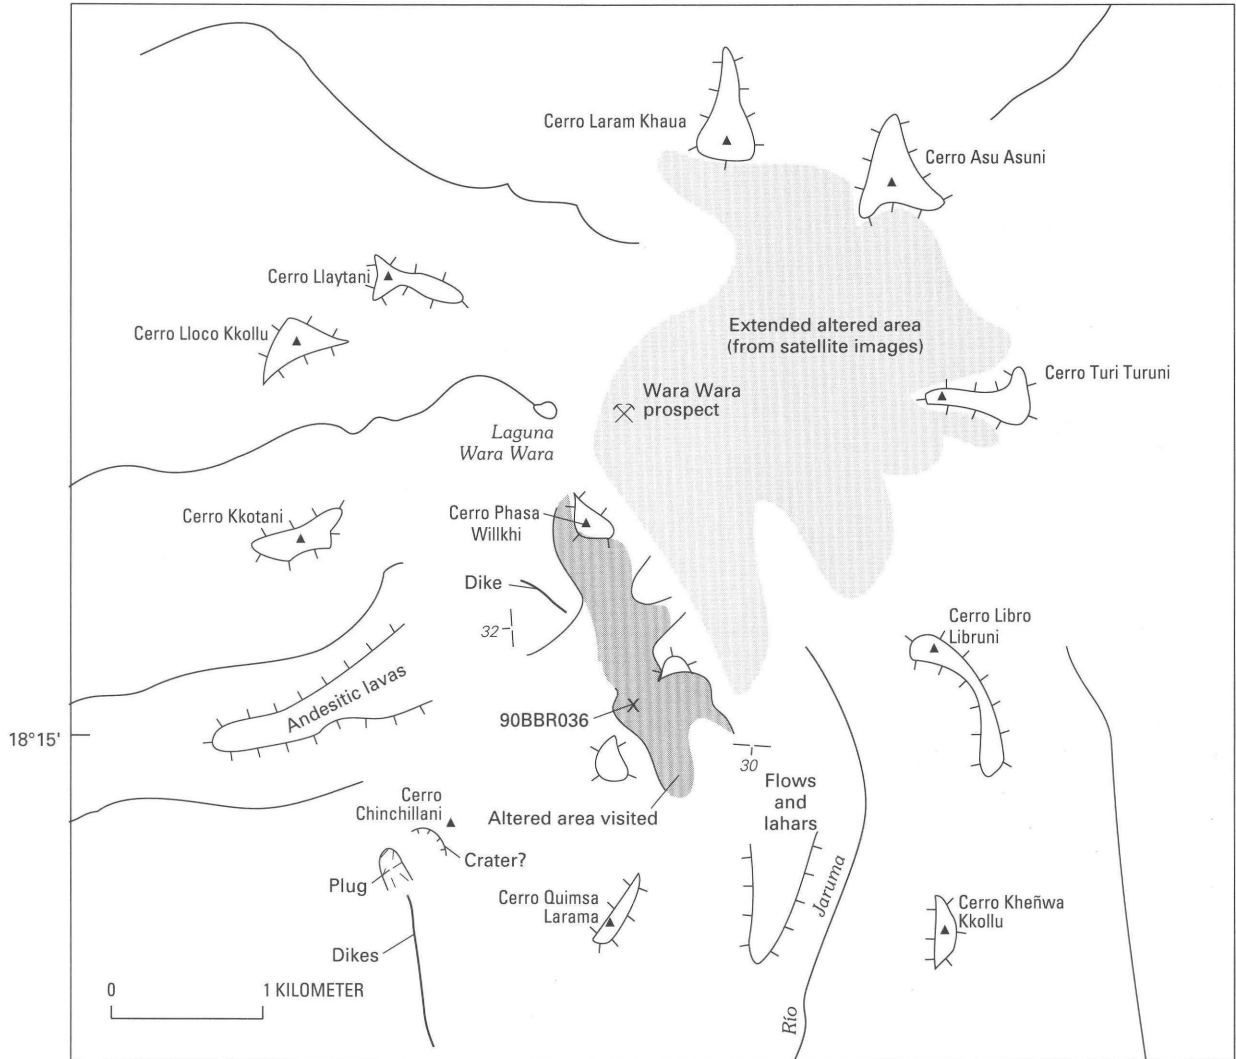 Cerro Laram Khaua
Cerro Asu Asuni
Cerro Llaytani
Cerro Lloco Kkollu
Extended altered area
(from satellite images)
Cerro Turi Turuni
Wara Wara
prospect
Laguna
Wara Wara
Cerro Kkotani
Cerro Phasa
Willkhi
Dike
32
Cerro Libro
Libruni
Andesitic lavas
90BBR036
18°15'
30
Flows
and
lahars
Cerro
Chinchillani
Altered area visited
Crater?
Plug
Cerro Quimsa
Larama
Río Jaruma
Cerro Kheñwa
Kkollu
Dikes
0 1 KILOMETER